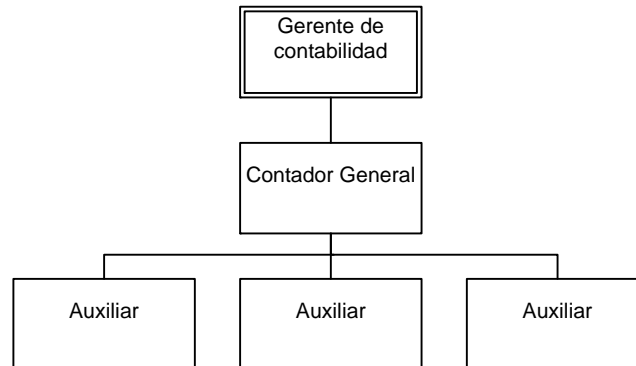 Gerente de
contabilidad
Contador General
Auxiliar
Auxiliar
Auxiliar